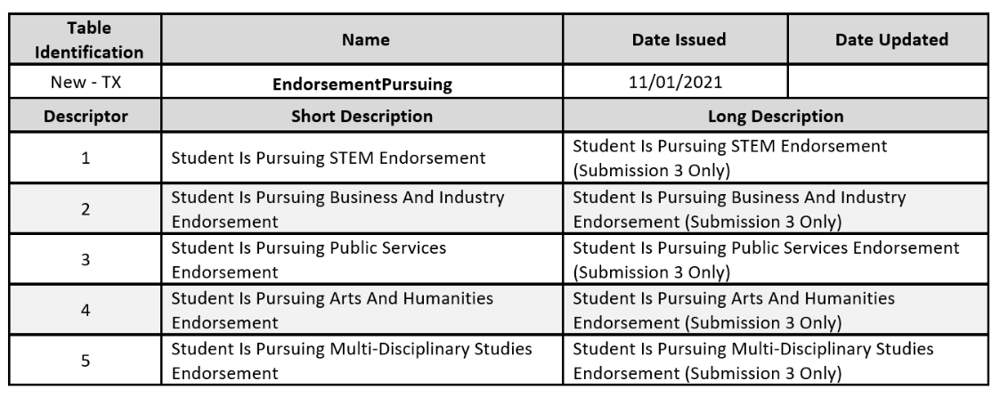 Table
Identification
Name
Date Issued
Date Updated
New - TX
EndorsementPursuing
11/01/2021
Descriptor
Short Description
Long Description
1
Student Is Pursuing STEM Endorsement
Student Is Pursuing STEM Endorsement
(Submission 3 Only)
2
Student Is Pursuing Business And Industry
Endorsement
Student Is Pursuing Business And Industry
Endorsement (Submission 3 Only)
3
Student Is Pursuing Public Services
Endorsement
Student Is Pursuing Public Services Endorsement
(Submission 3 Only)
4
Student Is Pursuing Arts And Humanities
Endorsement
Student Is Pursuing Arts And Humanities
Endorsement (Submission 3 Only)
5
Student Is Pursuing Multi-Disciplinary Studies
Endorsement
Student Is Pursuing Multi-Disciplinary Studies
Endorsement (Submission 3 Only)